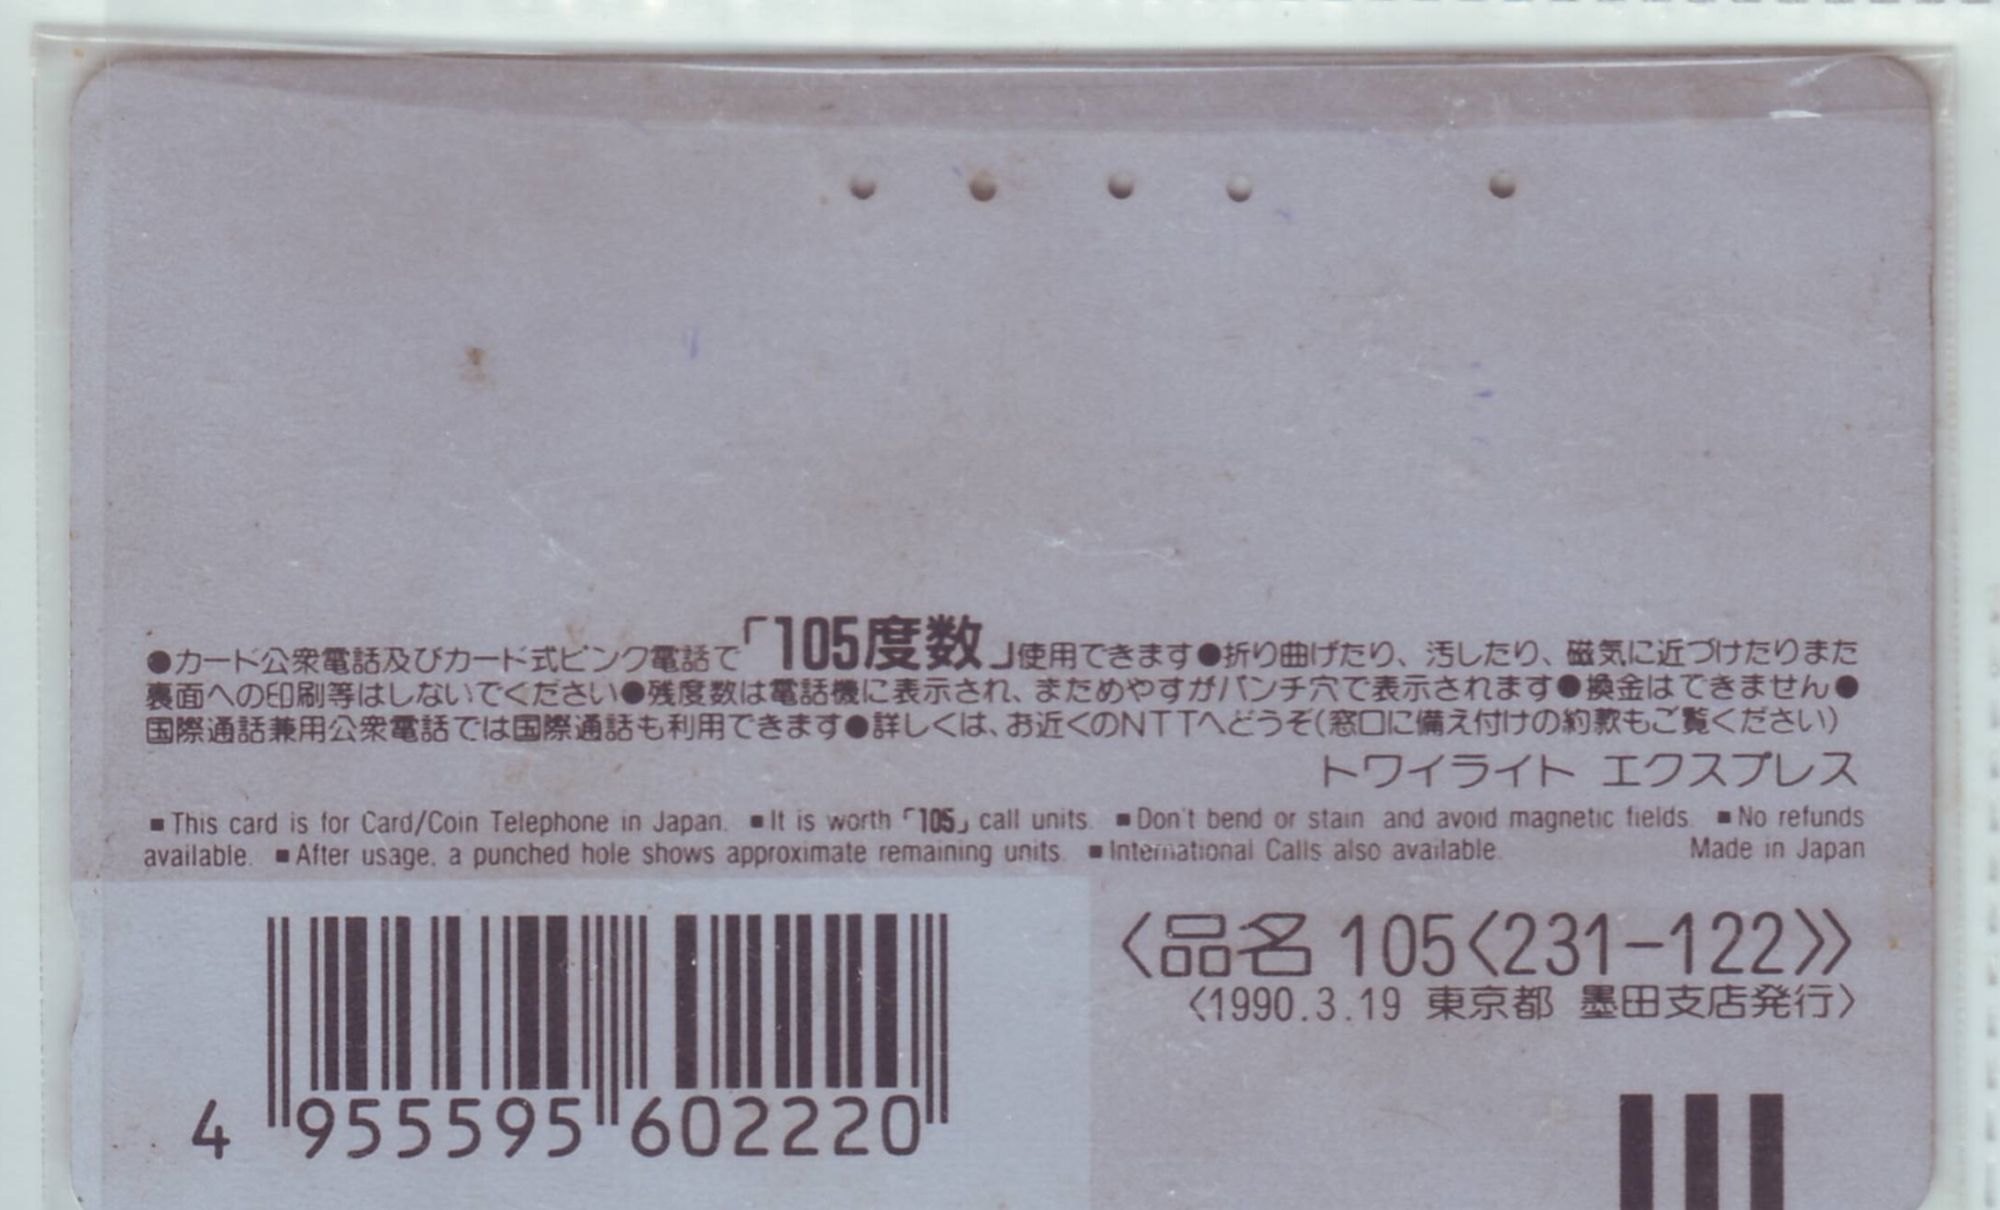 ●カード公衆電話及びカード式ピンク電話で「105度数」使用できます●折り曲げたり、汚したり、磁気に近づけたりまた
裏面への印刷等はしないでください●残度数は電話機に表示され、まためやすがパンチ穴で表示されます●換金はできません●
国際通話兼用公衆電話では国際通話も利用できます●詳しくは、お近くのNTTへどうぞ(窓口に備え付けの約款もご覧ください)
トワイライト エクスプレス
■This card is for Card/Coin Telephone in Japan. ■It is worth「105」call units. ■Don't bend or stain and avoid magnetic fields. ■No refunds
available. ■After usage, a punched hole shows approximate remaining units. ■International Calls also available. Made in Japan
〈品名 105〈231-122〉〉
〈1990.3.19 東京都 墨田支店発行〉
4 955595 602220